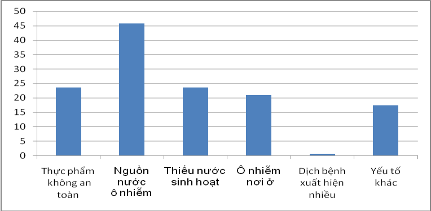 50
45
40
35
30
25
20
15
10
5
0
Thực phẩm
không an
toàn
Nguồn
nước
ô nhiễm
Thiếu nước
sinh hoạt
Ô nhiễm
nơi ở
Dịch bệnh
xuất hiện
nhiều
Yếu tố
khác